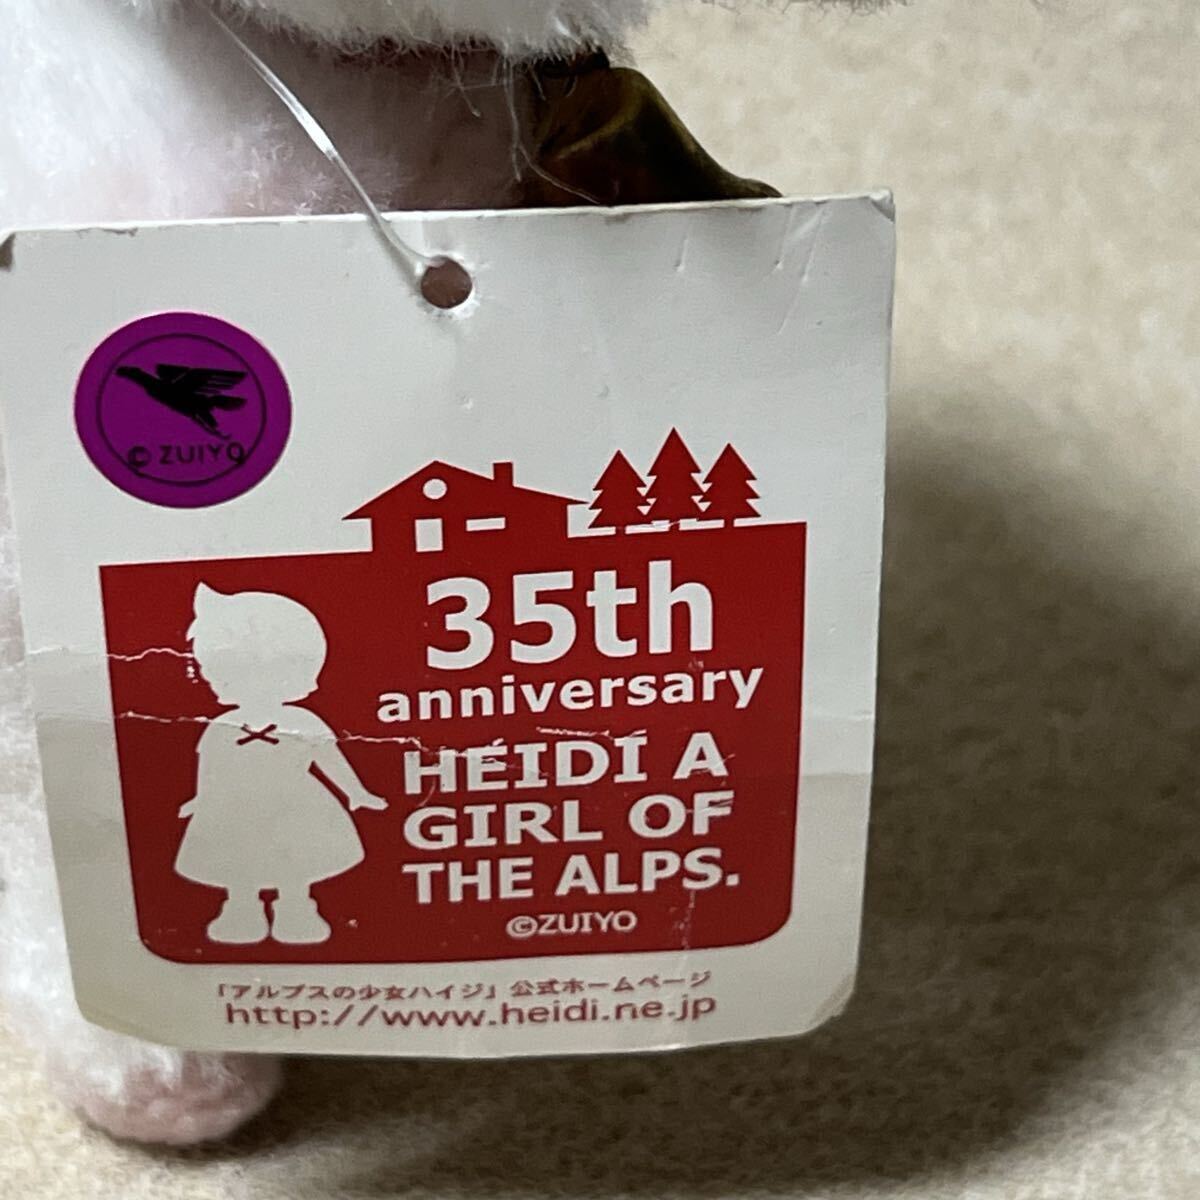 © ZUIYO
35th
anniversary
HEIDI A
GIRL OF
THE ALPS.
©ZUIYO
「アルプスの少女ハイジ」公式ホームページ
http://www.heidi.ne.jp